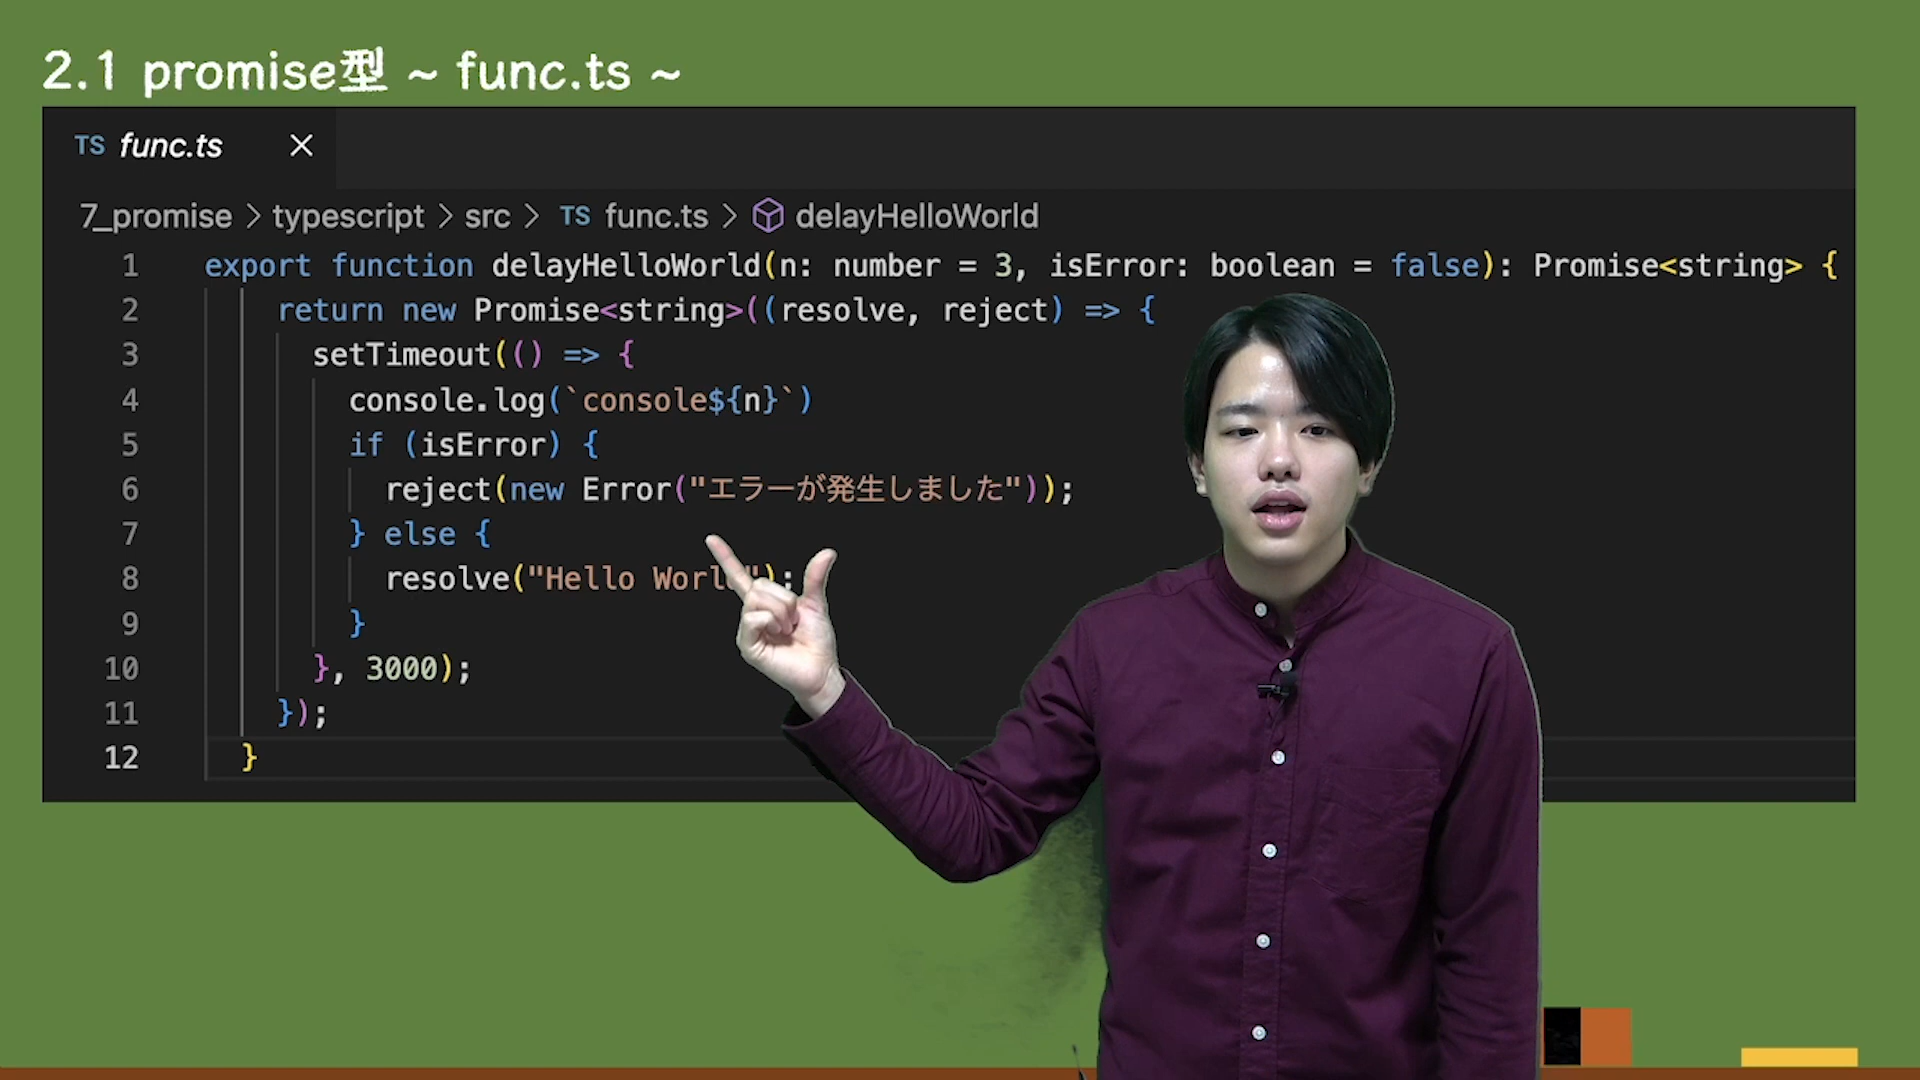 2.1 promise型 ~ func.ts ~
TS func.ts ×
7_promise > typescript > src > TS func.ts > delayHelloWorld
1 export function delayHelloWorld(n: number = 3, isError: boolean = false): Promise<string> {
2 return new Promise<string>((resolve, reject) => {
3 setTimeout(() => {
4 console.log(`console${n}`)
5 if (isError) {
6 reject(new Error("エラーが発生しました"));
7 } else {
8 resolve("Hello World");
9 }
10 }, 3000);
11 });
12 }